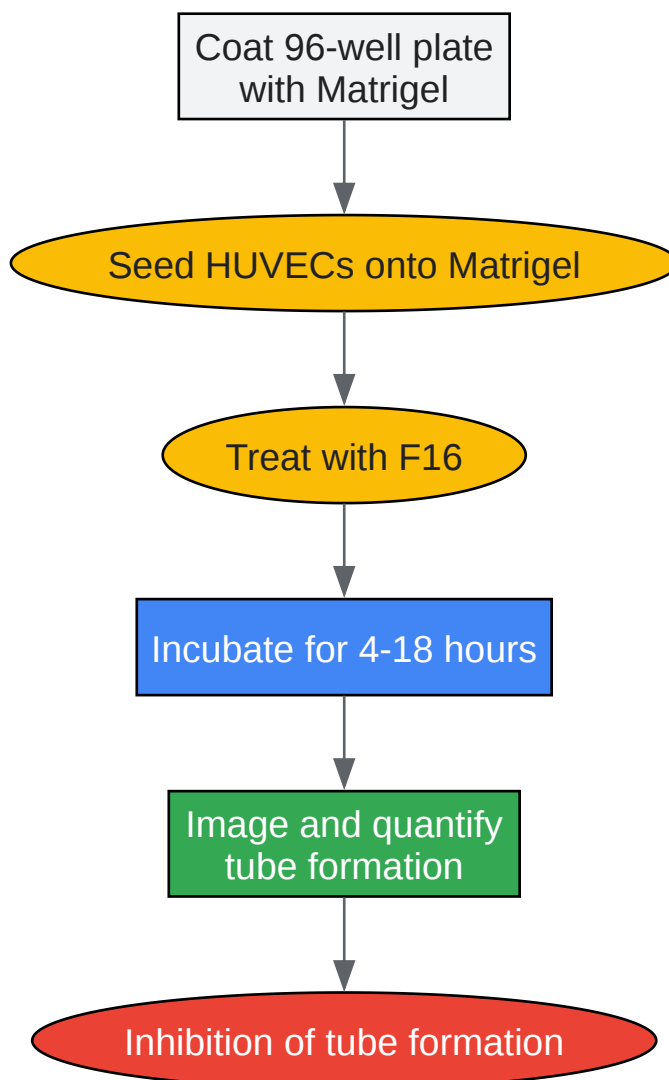 Coat 96-well plate
with Matrigel
Seed HUVECs onto Matrigel
Treat with F16
Incubate for 4-18 hours
Image and quantify
tube formation
Inhibition of tube formation